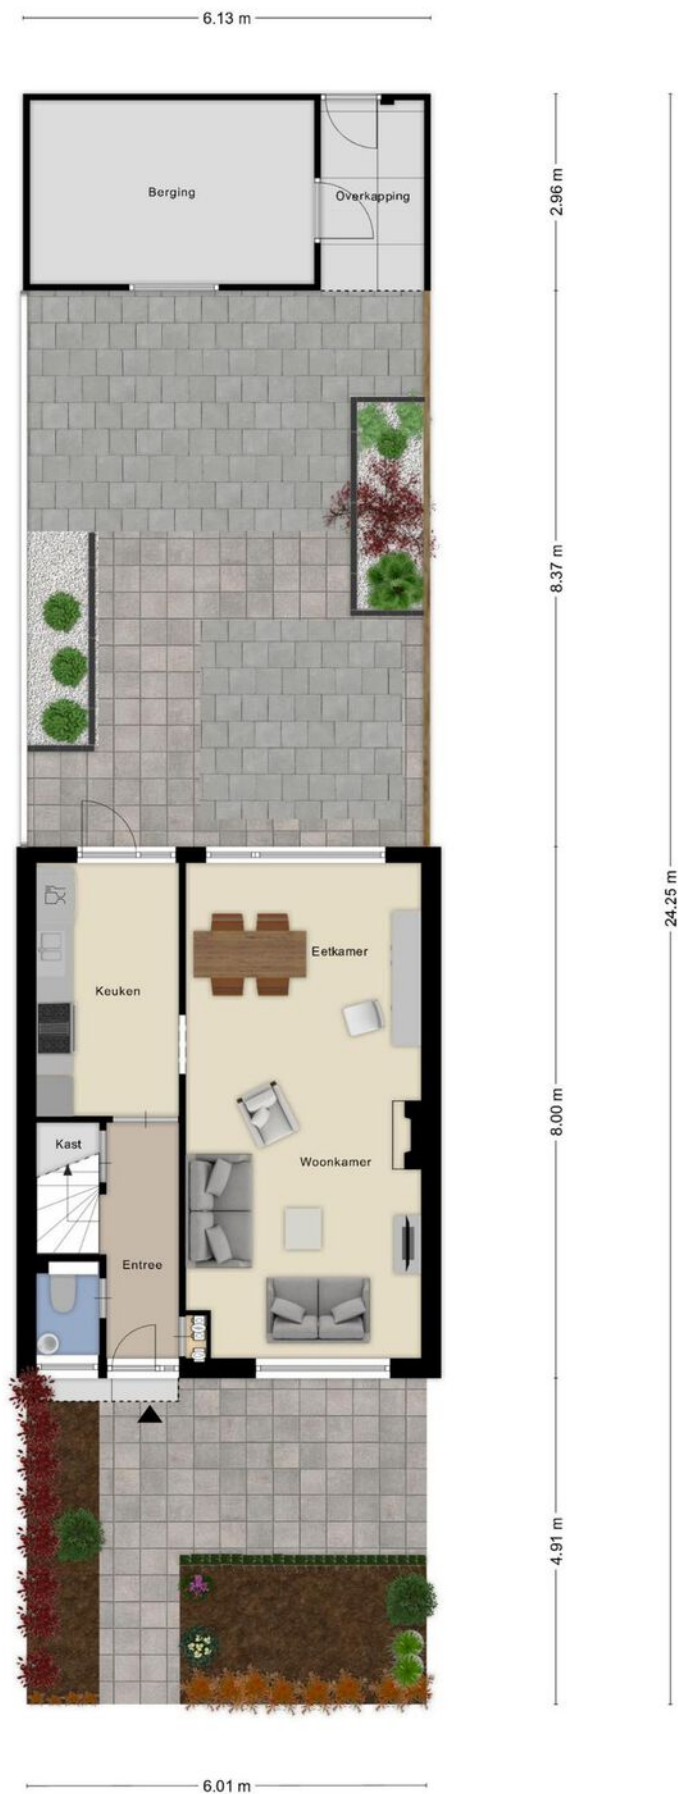 6.13 m
Berging
Overkapping
2.96 m
8.37 m
24.25 m
Eetkamer
Keuken
8.00 m
Kast
Woonkamer
Entree
4.91 m
6.01 m